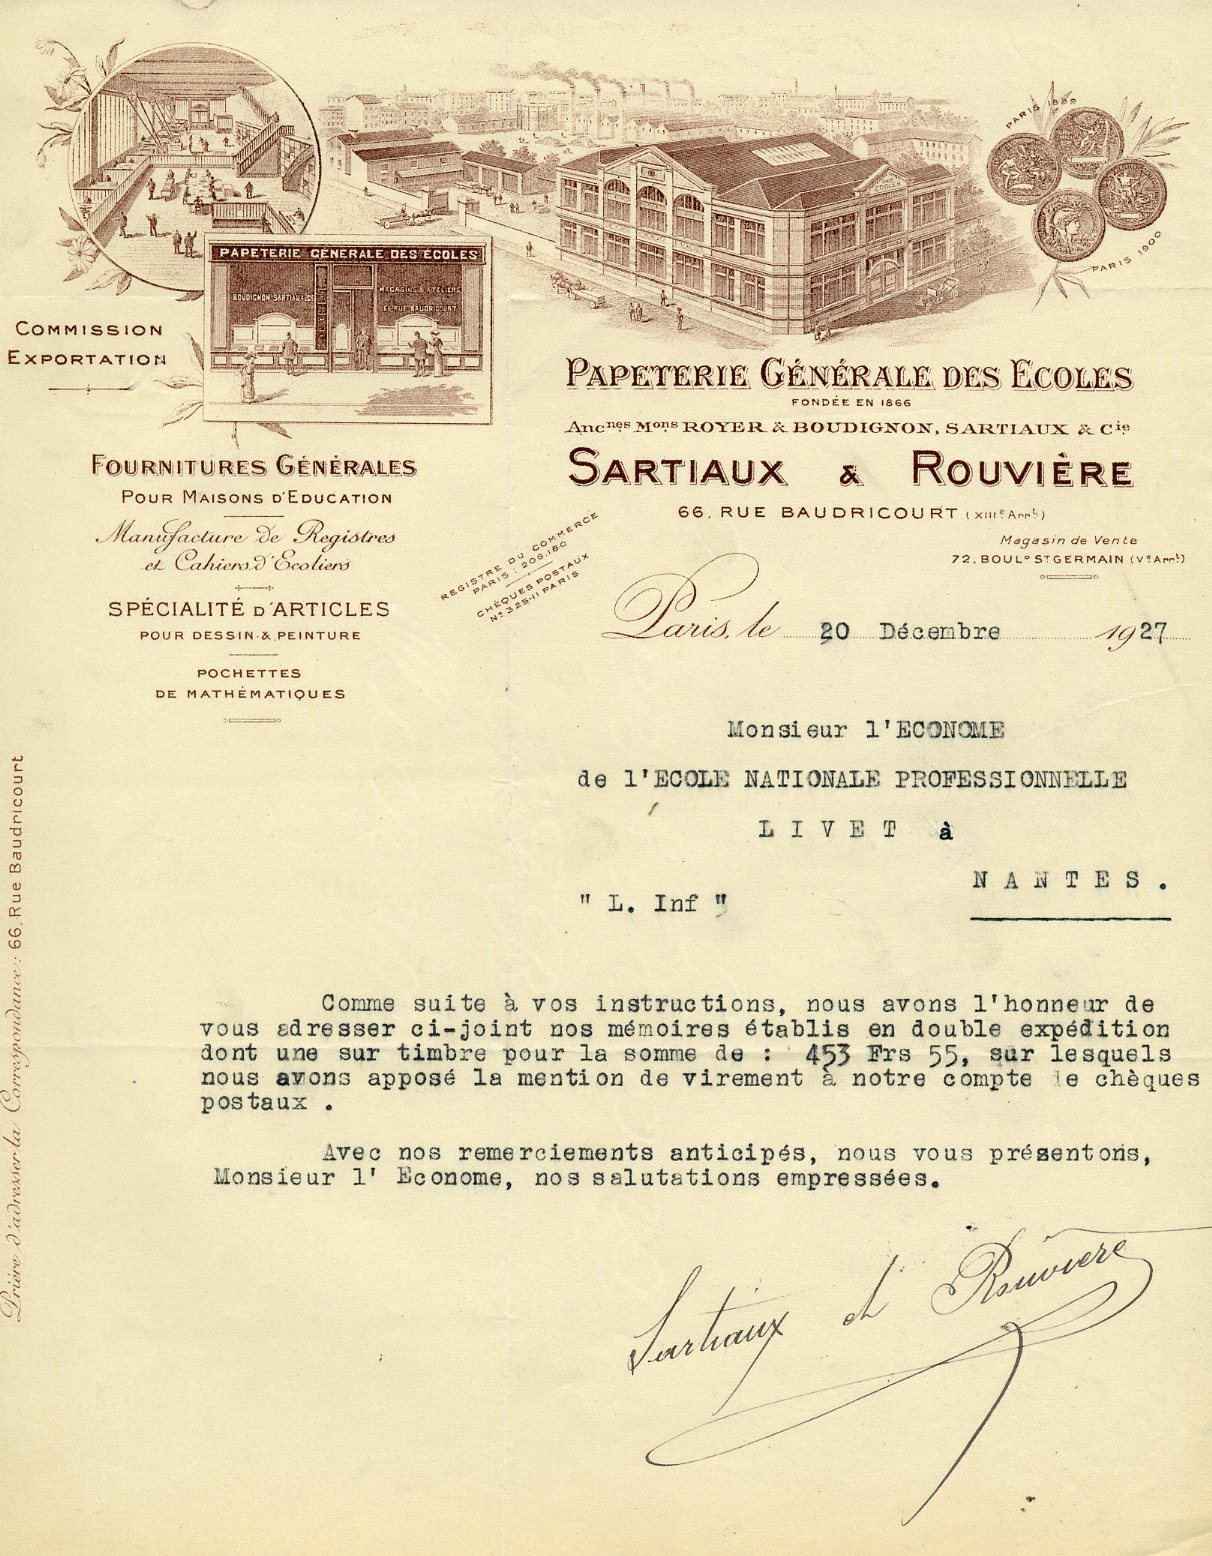 PARIS 1889
PARIS 1900
PAPETERIE GÉNÉRALE DES ECOLES
BOUDIGNON SARTIAUX & Cie
MAGASINS & ATELIERS
66 RUE BAUDRICOURT
COMMISSION
EXPORTATION
PAPETERIE GÉNÉRALE DES ECOLES
FONDÉE EN 1866
Ancnes Mons ROYER & BOUDIGNON, SARTIAUX & Cie
SARTIAUX & ROUVIÈRE
66, RUE BAUDRICOURT (XIIIe Arrt)
Magasin de Vente
72, BOULD ST GERMAIN (Ve Arrt)
FOURNITURES GÉNÉRALES
POUR MAISONS D'EDUCATION
Manufacture de Registres
et Cahiers d'Ecoliers
SPÉCIALITÉ D'ARTICLES
POUR DESSIN & PEINTURE
POCHETTES
DE MATHÉMATIQUES
REGISTRE DU COMMERCE
PARIS : 206.180
CHÈQUES POSTAUX
No 325-11 PARIS
Paris, le 20 Décembre 1927
Monsieur l'ECONOME
de l'ECOLE NATIONALE PROFESSIONNELLE
L I V E T à
N A N T E S .
" L. Inf "
Comme suite à vos instructions, nous avons l'honneur de
vous adresser ci-joint nos mémoires établis en double expédition
dont une sur timbre pour la somme de : 453 Frs 55, sur lesquels
nous avons apposé la mention de virement à notre compte de chèques
postaux .
Avec nos remerciements anticipés, nous vous présentons,
Monsieur l' Econome, nos salutations empressées.
Sartiaux et Rouvière
Prière d'adresser la Correspondance : 66, Rue Baudricourt